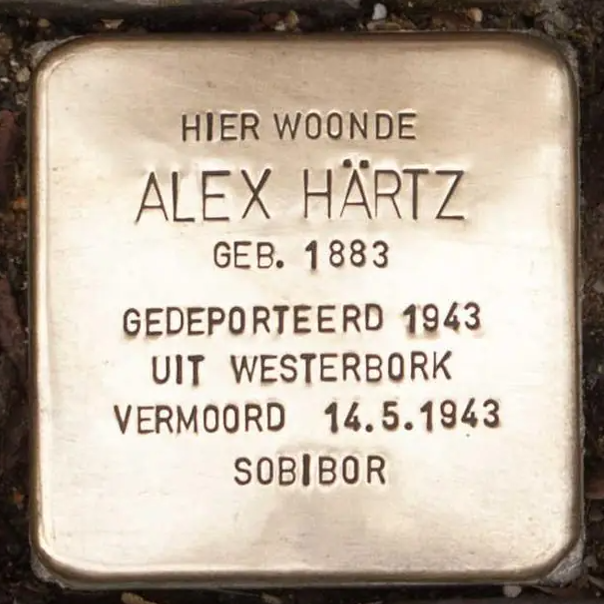 HIER WOONDE
ALEX HÄRTZ
GEB. 1883
GEDEPORTEERD 1943
UIT WESTERBORK
VERMOORD 14.5.1943
SOBIBOR